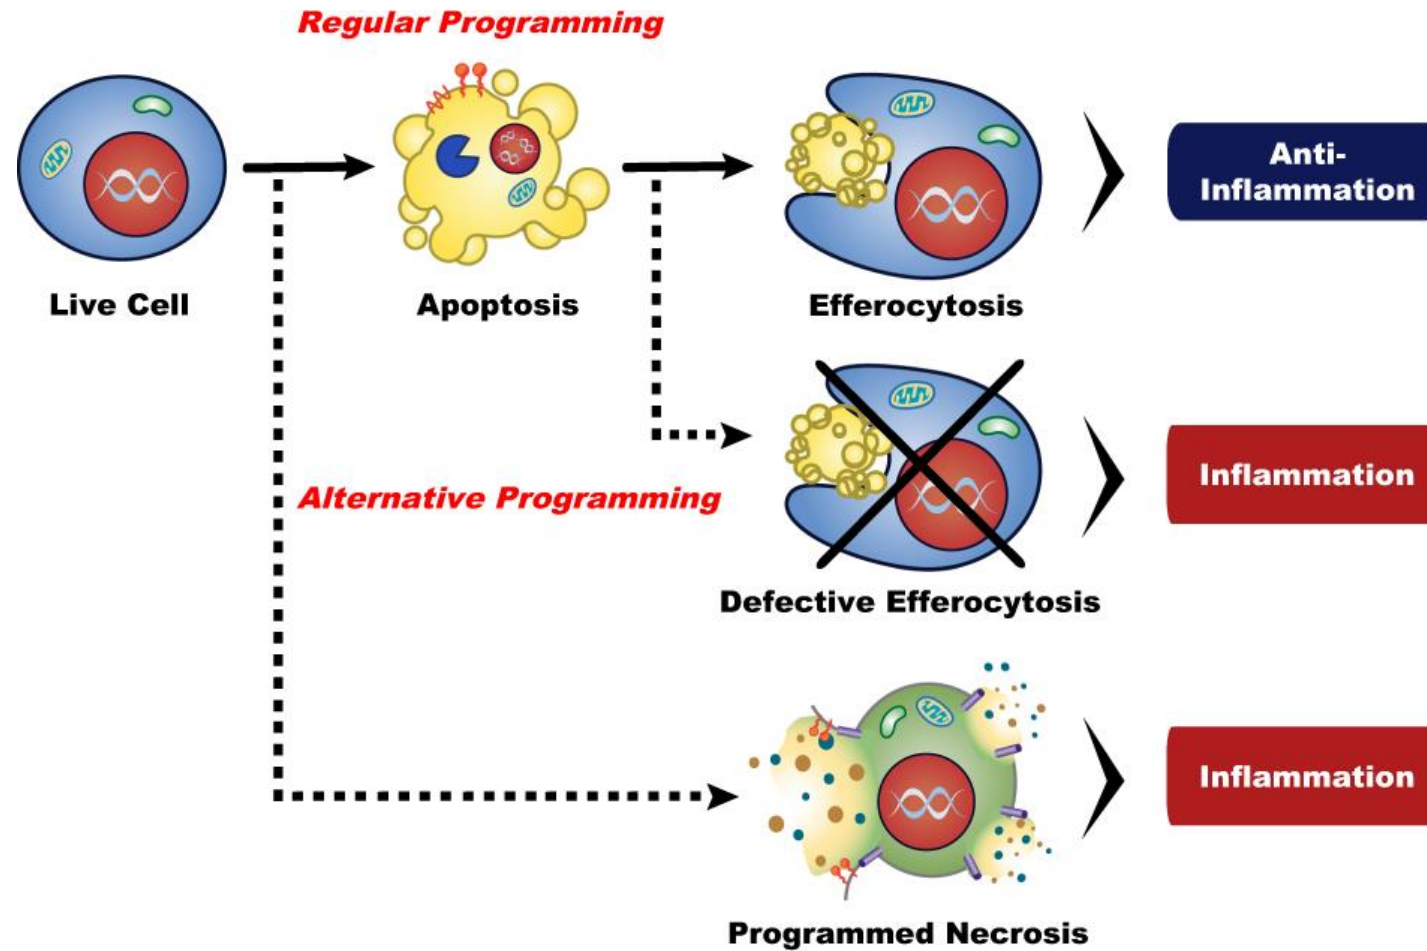 Regular Programming
Live Cell
Apoptosis
Efferocytosis
Anti-
Inflammation
Alternative Programming
Defective Efferocytosis
Inflammation
Programmed Necrosis
Inflammation